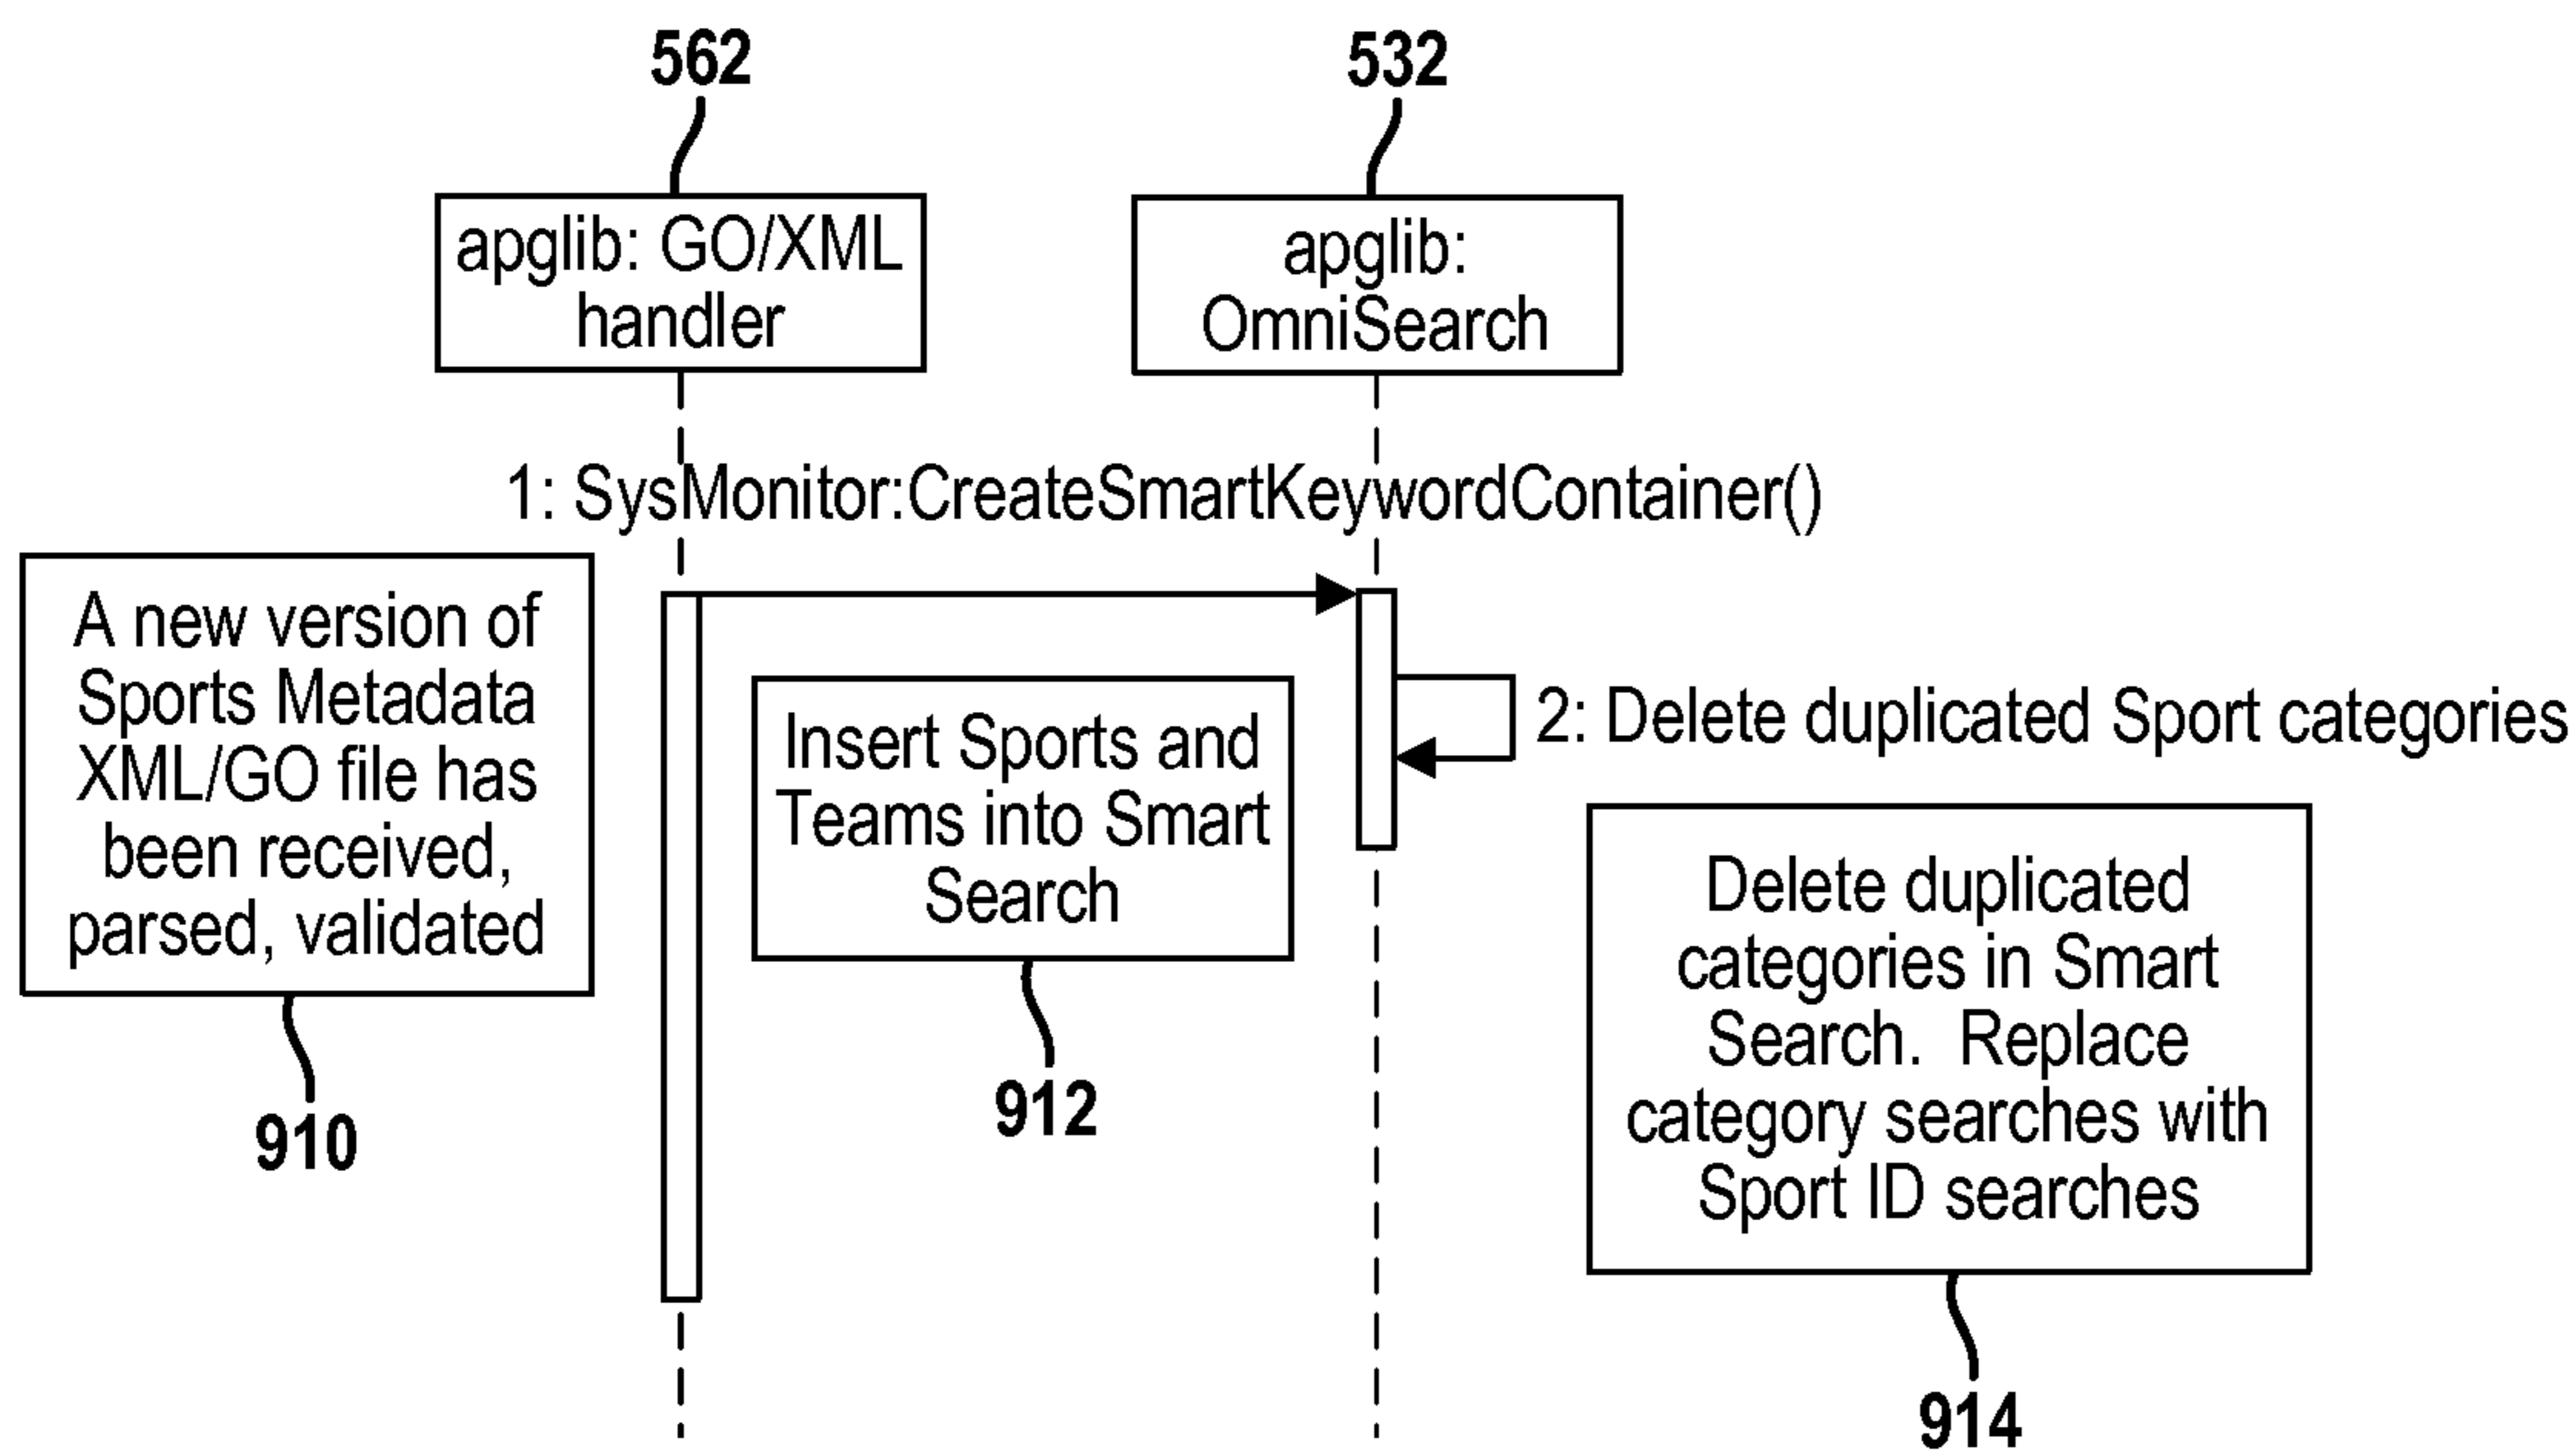 562
532
apglib: GO/XML
handler
apglib:
OmniSearch
1: SysMonitor:CreateSmartKeywordContainer()
A new version of
Sports Metadata
XML/GO file has
been received,
parsed, validated
910
Insert Sports and
Teams into Smart
Search
912
2: Delete duplicated Sport categories
Delete duplicated
categories in Smart
Search. Replace
category searches with
Sport ID searches
914